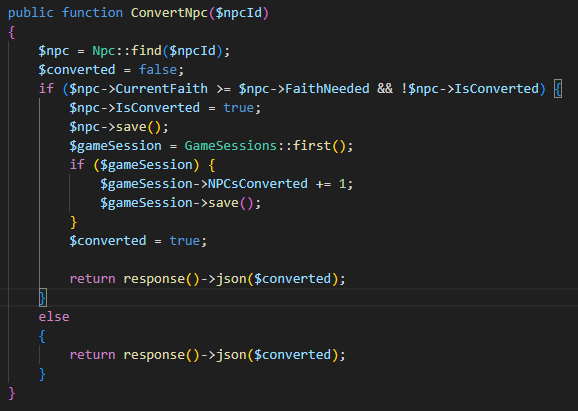 public function ConvertNpc($npcId)
{
    $npc = Npc::find($npcId);
    $converted = false;
    if ($npc->CurrentFaith >= $npc->FaithNeeded && !$npc->IsConverted) {
        $npc->IsConverted = true;
        $npc->save();
        $gameSession = GameSessions::first();
        if ($gameSession) {
            $gameSession->NPCsConverted += 1;
            $gameSession->save();
        }
        $converted = true;

        return response()->json($converted);
    }
    else
    {
        return response()->json($converted);
    }
}